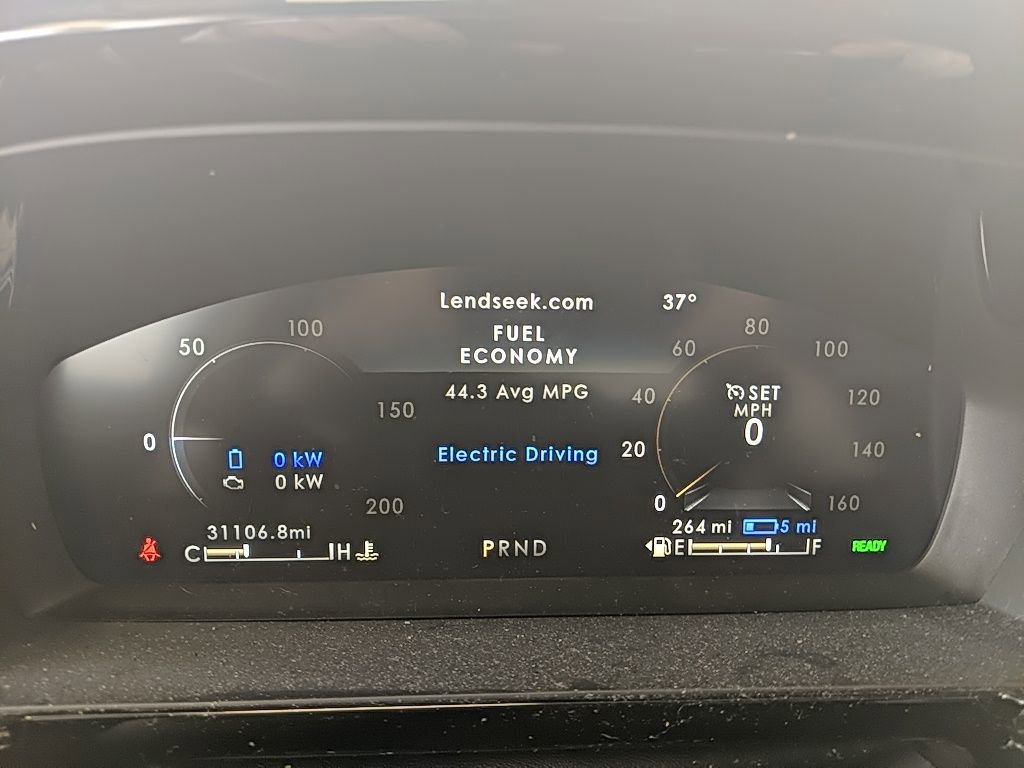 Lendseek.com 37°
FUEL
ECONOMY
44.3 Avg MPG
Electric Driving
0 50 100 150 200
0 kW
0 kW
31106.8mi
C H
PRND
0 20 40 60 80 100 120 140 160
SET
MPH
0
264 mi 5 mi
E F
READY